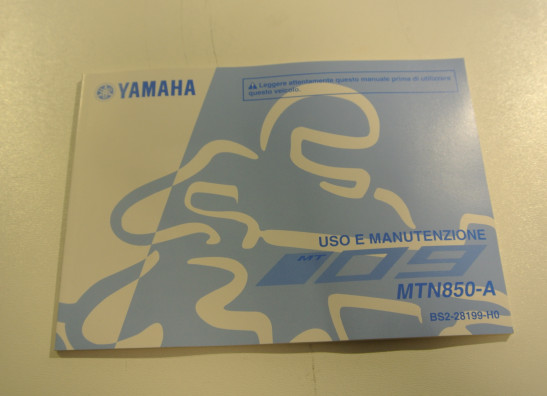 YAMAHA
Leggere attentamente questo manuale prima di utilizzare
questo veicolo.
USO E MANUTENZIONE
MT 09
MTN850-A
BS2-28199-H0